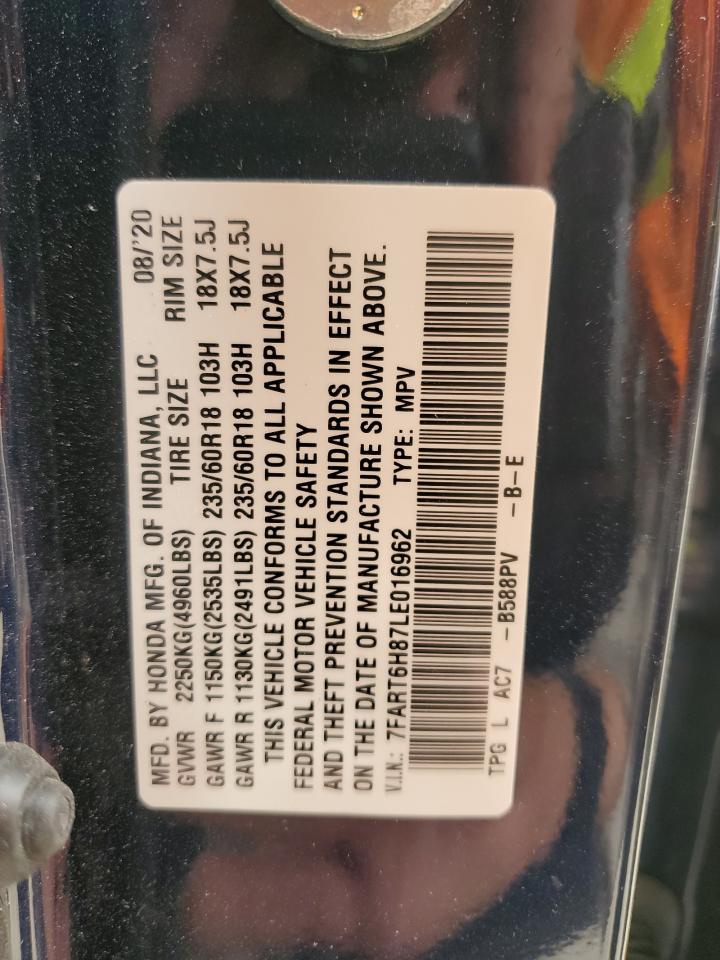 MFD. BY HONDA MFG. OF INDIANA, LLC 08/'20
GVWR 2250KG(4960LBS) TIRE SIZE RIM SIZE
GAWR F 1150KG(2535LBS) 235/60R18 103H 18X7.5J
GAWR R 1130KG(2491LBS) 235/60R18 103H 18X7.5J
THIS VEHICLE CONFORMS TO ALL APPLICABLE
FEDERAL MOTOR VEHICLE SAFETY
AND THEFT PREVENTION STANDARDS IN EFFECT
ON THE DATE OF MANUFACTURE SHOWN ABOVE.
V.I.N.: 7FART6H87LE016962 TYPE: MPV
TPG L AC7 -B588PV -B-E